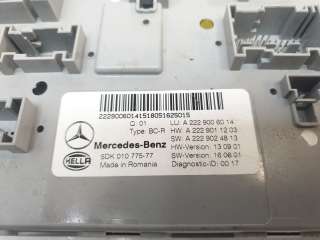 22290060141518051625015
Q: 01 LU: A 222 900 60 14
Type: BC-R HW: A 222 901 12 03
Mercedes-Benz SW: A 222 902 48 13
5DK 010 775-77 HW-Version: 13 09 01
HELLA Made in Romania SW-Version: 16 06 01
Diagnostic-ID: 00 17